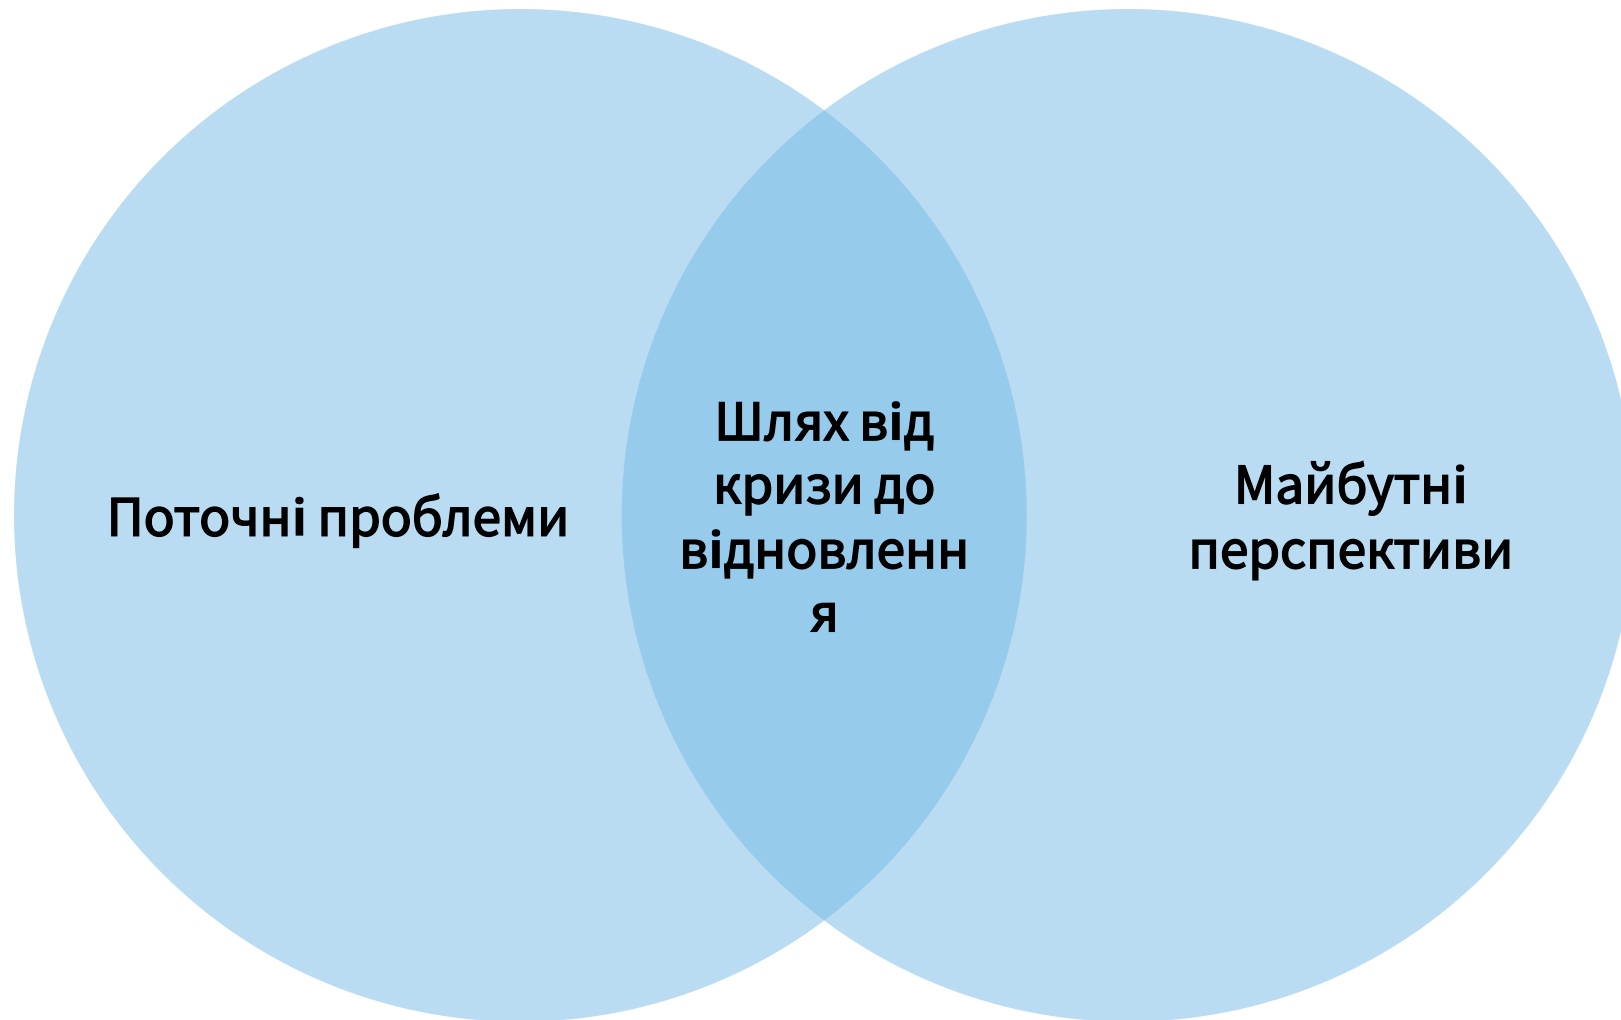 Поточні проблеми
Шлях від
кризи до
відновленн
я
Майбутні
перспективи